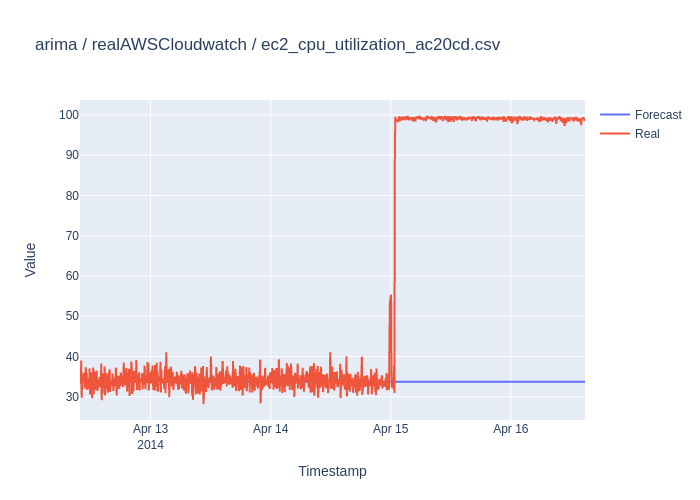 arima / realAWSCloudwatch / ec2_cpu_utilization_ac20cd.csv
Forecast
Real
100
90
80
70
60
50
40
30
Value
Apr 13
2014
Apr 14
Apr 15
Apr 16
Timestamp